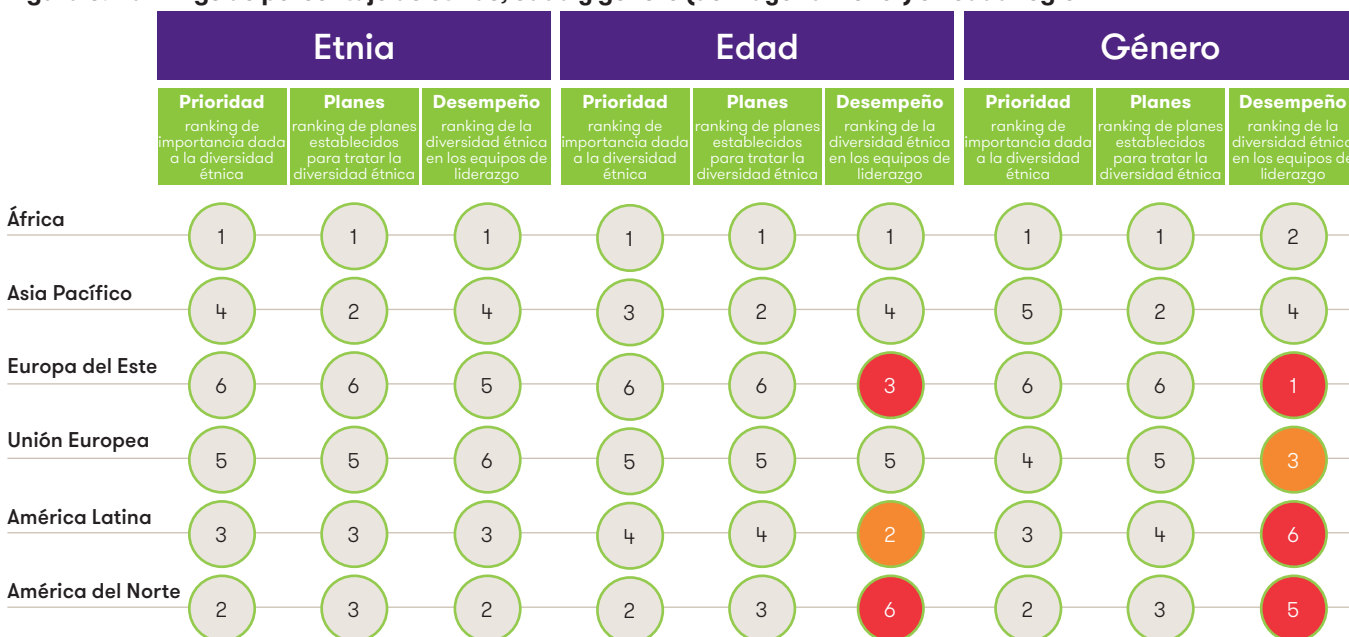 Etnia Edad Género
Prioridad Planes Desempeño Prioridad Planes Desempeño Prioridad Planes Desempeño
ranking de ranking de planes ranking de la ranking de ranking de planes ranking de la ranking de ranking de planes ranking de la
importancia dada establecidos diversidad étnica importancia dada establecidos diversidad étnica importancia dada establecidos diversidad étnica
a la diversidad para tratar la en los equipos de a la diversidad para tratar la en los equipos de a la diversidad para tratar la en los equipos de
étnica diversidad étnica liderazgo étnica diversidad étnica liderazgo étnica diversidad étnica liderazgo
África 1 1 1 1 1 1 1 1 2
Asia Pacífico 4 2 4 3 2 4 5 2 4
Europa del Este 6 6 5 6 6 3 6 6 1
Unión Europea 5 5 6 5 5 5 4 5 3
América Latina 3 3 3 4 4 2 3 4 6
América del Norte 2 3 2 2 3 6 2 3 5